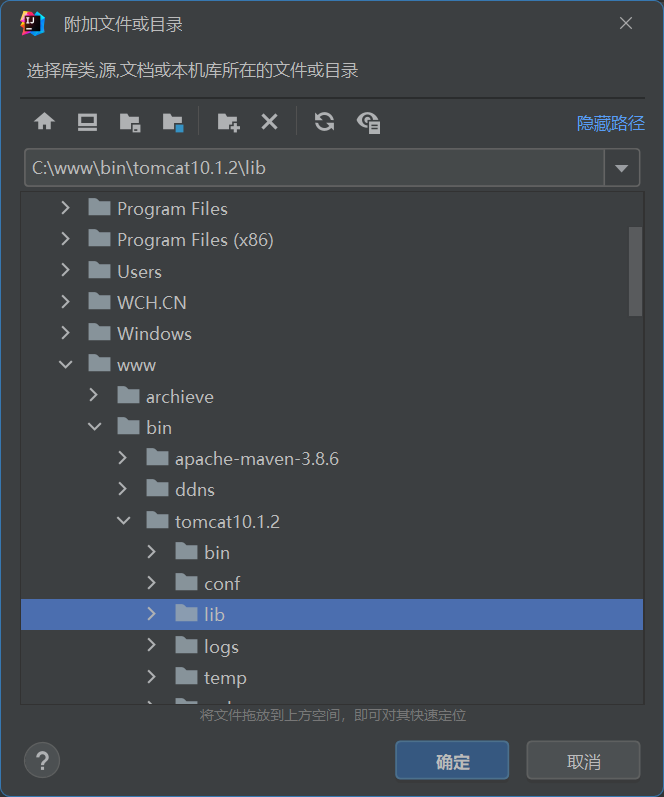 附加文件或目录
选择库类,源,文档或本机库所在的文件或目录
隐藏路径
C:\www\bin\tomcat10.1.2\lib
Program Files
Program Files (x86)
Users
WCH.CN
Windows
www
archieve
bin
apache-maven-3.8.6
ddns
tomcat10.1.2
bin
conf
lib
logs
temp
将文件拖放到上方空间，即可对其快速定位
?
确定
取消